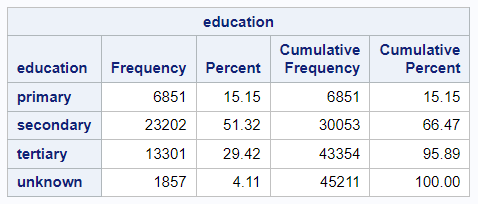 education
Cumulative Cumulative
education Frequency Percent Frequency Percent
primary 6851 15.15 6851 15.15
secondary 23202 51.32 30053 66.47
tertiary 13301 29.42 43354 95.89
unknown 1857 4.11 45211 100.00